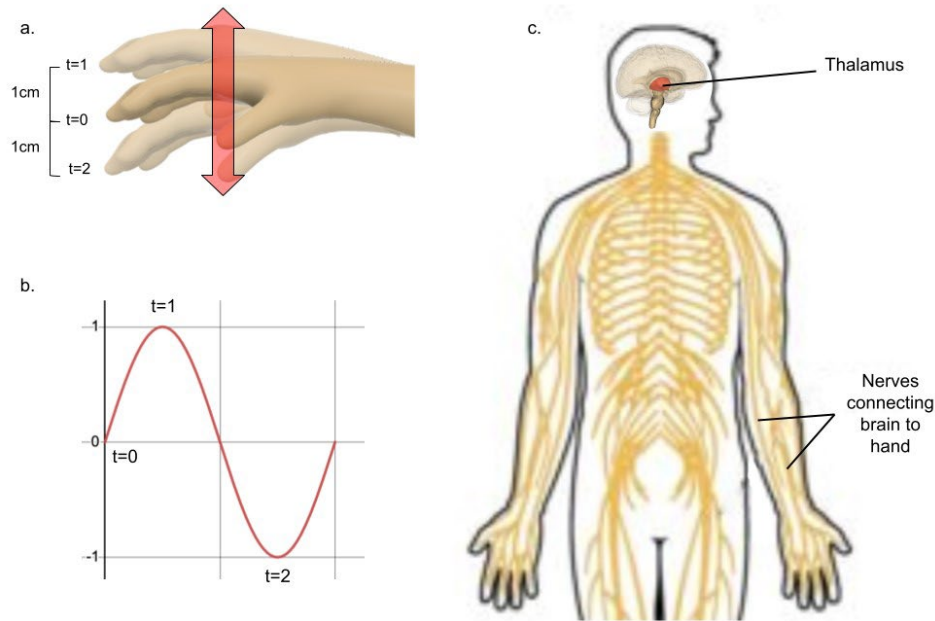 a.
t=1
1cm
t=0
1cm
t=2
b.
t=1
1
0
t=0
-1
t=2
c.
Thalamus
Nerves
connecting
brain to
hand